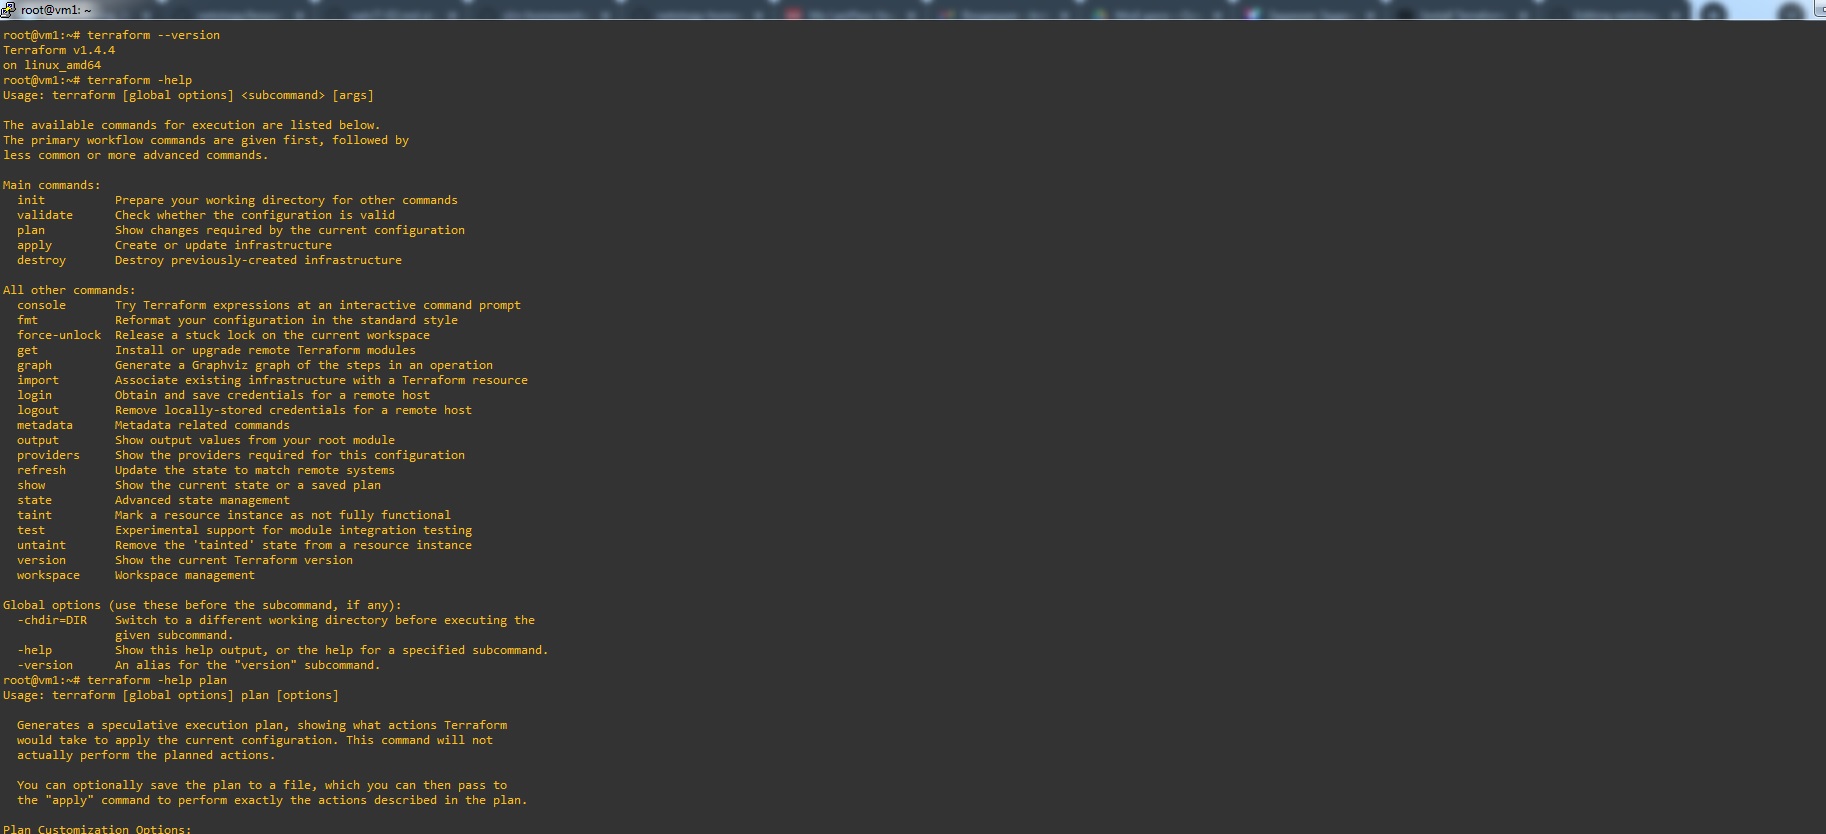 root@vm1: ~
root@vm1:~# terraform --version
Terraform v1.4.4
on linux_amd64
root@vm1:~# terraform -help
Usage: terraform [global options] <subcommand> [args]

The available commands for execution are listed below.
The primary workflow commands are given first, followed by
less common or more advanced commands.

Main commands:
  init          Prepare your working directory for other commands
  validate      Check whether the configuration is valid
  plan          Show changes required by the current configuration
  apply         Create or update infrastructure
  destroy       Destroy previously-created infrastructure

All other commands:
  console       Try Terraform expressions at an interactive command prompt
  fmt           Reformat your configuration in the standard style
  force-unlock  Release a stuck lock on the current workspace
  get           Install or upgrade remote Terraform modules
  graph         Generate a Graphviz graph of the steps in an operation
  import        Associate existing infrastructure with a Terraform resource
  login         Obtain and save credentials for a remote host
  logout        Remove locally-stored credentials for a remote host
  metadata      Metadata related commands
  output        Show output values from your root module
  providers     Show the providers required for this configuration
  refresh       Update the state to match remote systems
  show          Show the current state or a saved plan
  state         Advanced state management
  taint         Mark a resource instance as not fully functional
  test          Experimental support for module integration testing
  untaint       Remove the 'tainted' state from a resource instance
  version       Show the current Terraform version
  workspace     Workspace management

Global options (use these before the subcommand, if any):
  -chdir=DIR    Switch to a different working directory before executing the
                given subcommand.
  -help         Show this help output, or the help for a specified subcommand.
  -version      An alias for the "version" subcommand.
root@vm1:~# terraform -help plan
Usage: terraform [global options] plan [options]

  Generates a speculative execution plan, showing what actions Terraform
  would take to apply the current configuration. This command will not
  actually perform the planned actions.

  You can optionally save the plan to a file, which you can then pass to
  the "apply" command to perform exactly the actions described in the plan.

Plan Customization Options: